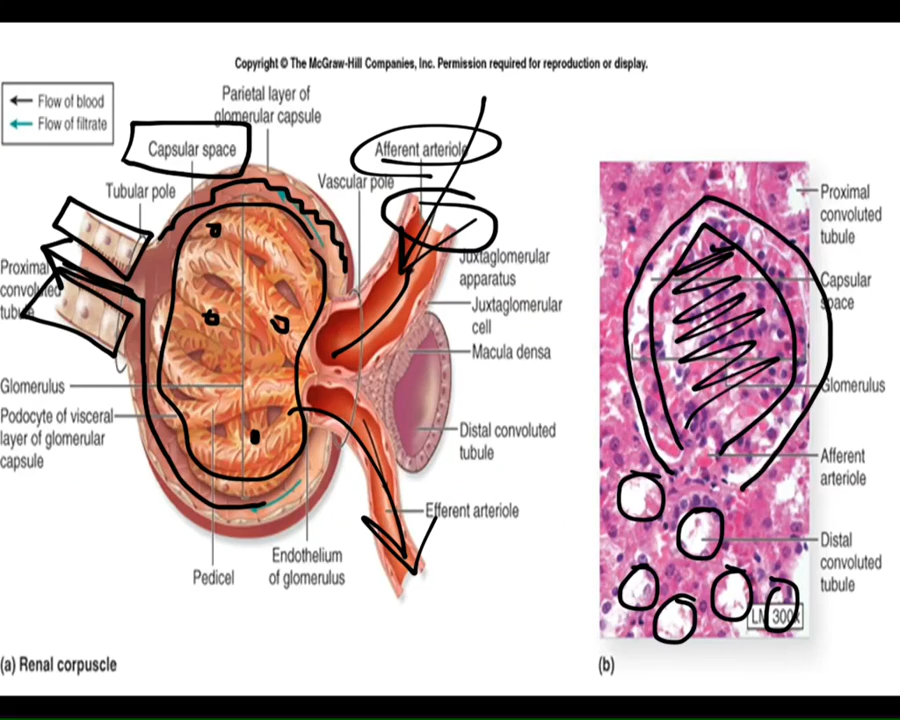 Copyright © The McGraw-Hill Companies, Inc. Permission required for reproduction or display.
Flow of blood
Flow of filtrate
Parietal layer of
glomerular capsule
Capsular space
Afferent arteriole
Tubular pole
Vascular pole
Proximal
convoluted
tubule
Juxtaglomerular
apparatus
Juxtaglomerular
cell
Macula densa
Glomerulus
Podocyte of visceral
layer of glomerular
capsule
Distal convoluted
tubule
Efferent arteriole
Endothelium
of glomerulus
Pedicel
(a) Renal corpuscle
Proximal
convoluted
tubule
Capsular
space
Glomerulus
Afferent
arteriole
Distal
convoluted
tubule
LM 300x
(b)